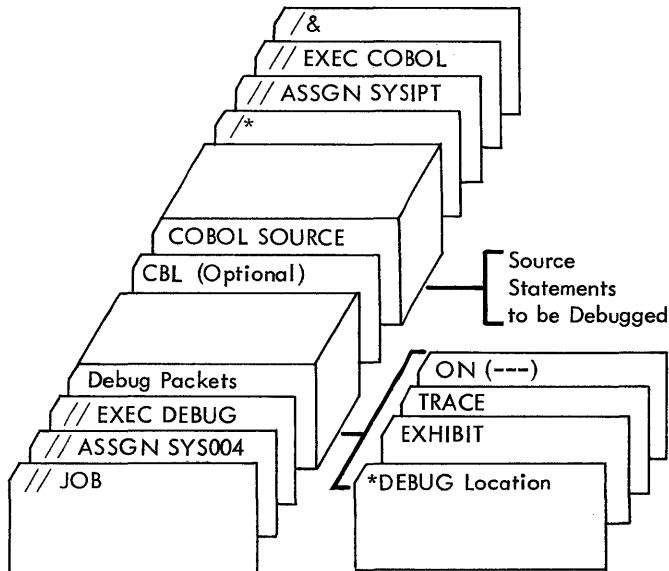 /&
// EXEC COBOL
// ASSGN SYSIPT
/*
COBOL SOURCE
CBL (Optional)
Source
Statements
to be Debugged
Debug Packets
// EXEC DEBUG
// ASSGN SYS004
// JOB
ON (---)
TRACE
EXHIBIT
*DEBUG Location